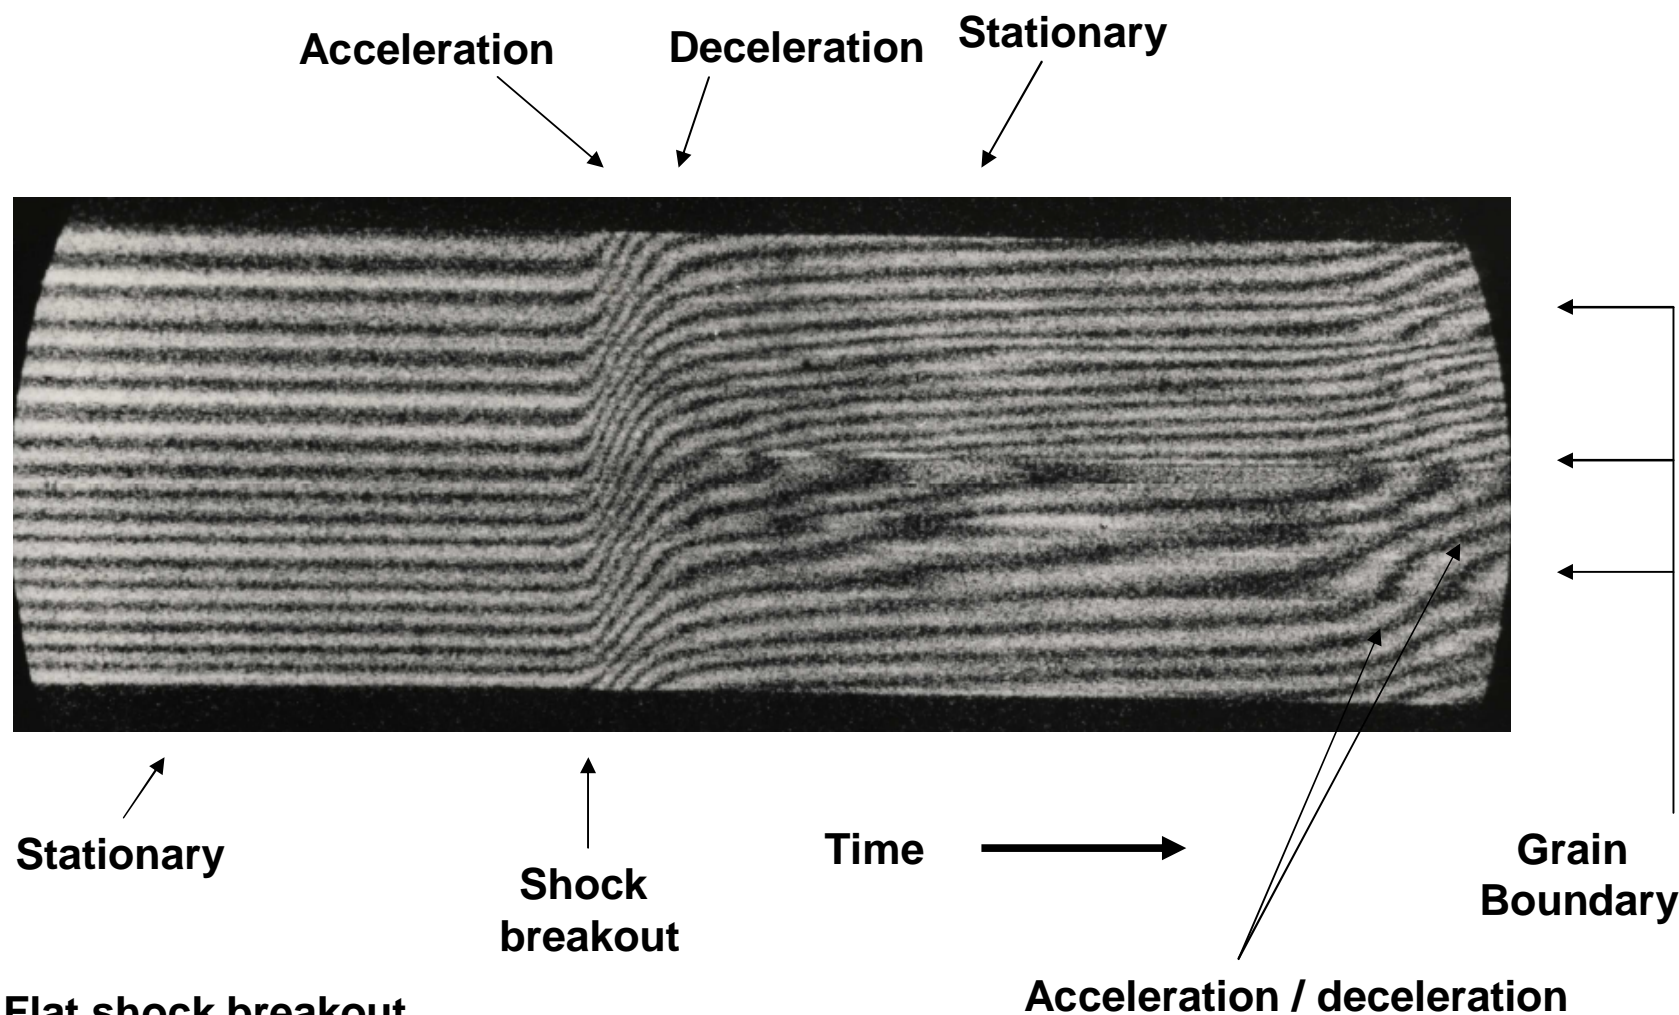 Acceleration
Deceleration
Stationary
Stationary
Shock
breakout
Time
Grain
Boundary
Acceleration / deceleration
Flat shock breakout